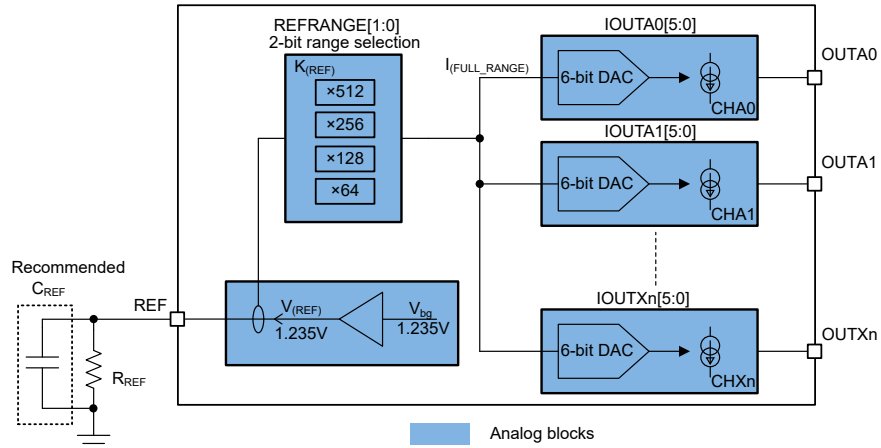 REFRANGE[1:0]
2-bit range selection
K(REF)
×512
×256
×128
×64
I(FULL_RANGE)
IOUTA0[5:0]
6-bit DAC
CHA0
OUTA0
IOUTA1[5:0]
6-bit DAC
CHA1
OUTA1
Recommended
CREF
REF
RREF
V(REF)
1.235V
Vbg
1.235V
IOUTXn[5:0]
6-bit DAC
CHXn
OUTXn
Analog blocks